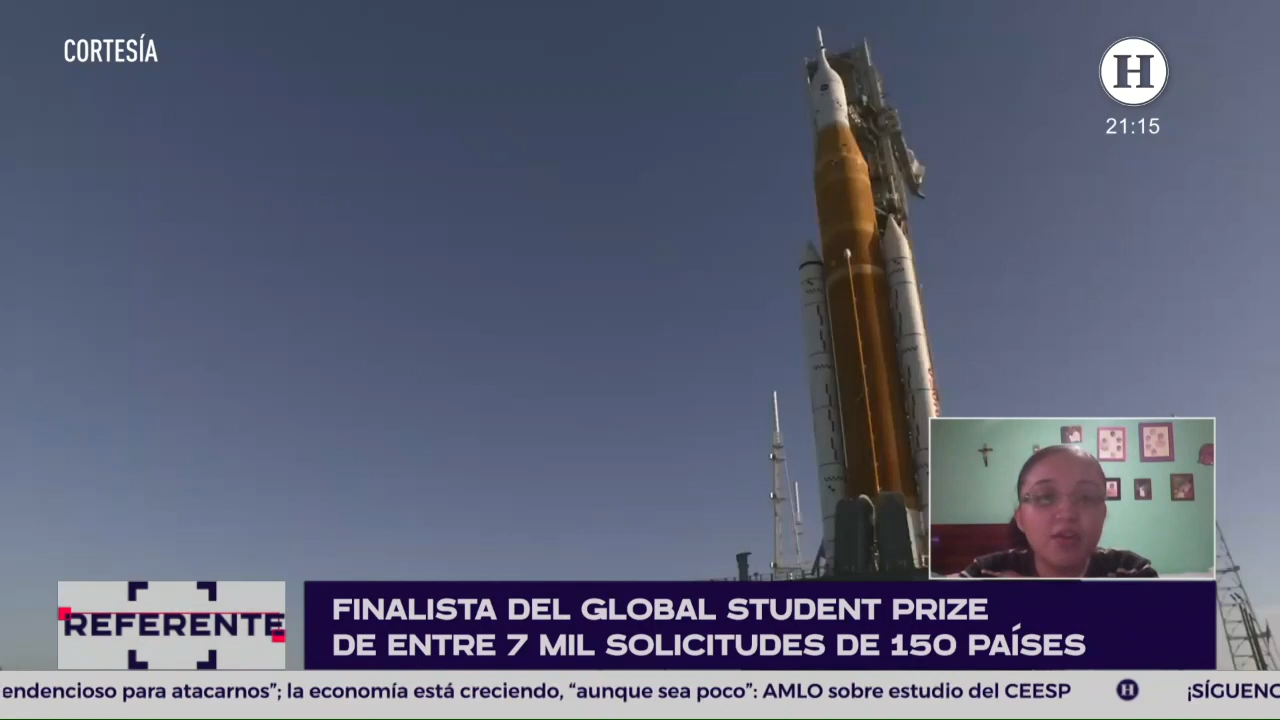 CORTESÍA
H
21:15
REFERENTE
FINALISTA DEL GLOBAL STUDENT PRIZE
DE ENTRE 7 MIL SOLICITUDES DE 150 PAÍSES
endencioso para atacarnos”; la economía está creciendo, “aunque sea poco”: AMLO sobre estudio del CEESP H ¡SÍGUENO